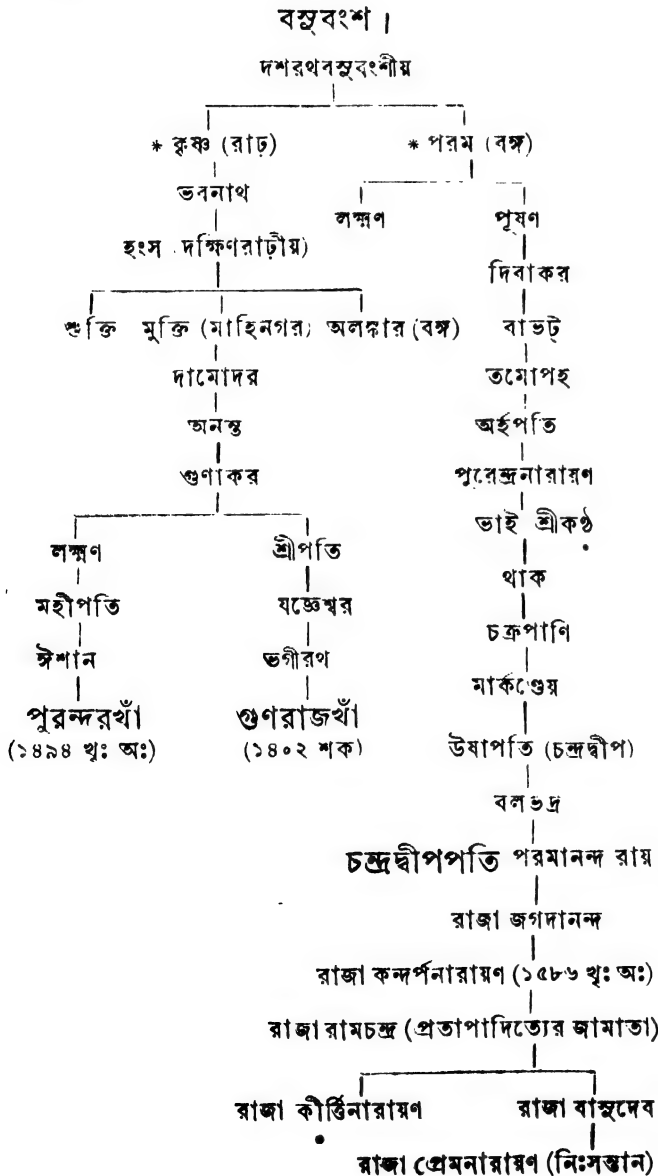 বসুবংশ ।
দশরথবসুবংশীয়
* কৃষ্ণ (রাঢ়) * পরম (বঙ্গ)
ভবনাথ
লক্ষ্মণ পূষণ
হংস দক্ষিণরাঢ়ীয়)
দিবাকর
শুক্তি মুক্তি (মাহিনগর) অলঙ্কার (বঙ্গ) বাভট্
দামোদর তমোপহ
অনন্ত অর্হপতি
গুণাকর পুরেন্দ্রনারায়ণ
ভাই শ্রীকণ্ঠ
লক্ষ্মণ শ্রীপতি
থাক
মহীপতি যজ্ঞেশ্বর
চক্রপাণি
ঈশান ভগীরথ
মার্কণ্ডেয়
পুরন্দরখাঁ গুণরাজখাঁ
(১৪৯৪ খৃঃ অঃ) (১৪০২ শক) উষাপতি (চন্দ্রদ্বীপ)
বলভদ্র
চন্দ্রদ্বীপপতি পরমানন্দ রায়
রাজা জগদানন্দ
রাজা কন্দর্পনারায়ণ (১৫৮৬ খৃঃ অঃ)
রাজা রামচন্দ্র (প্রতাপাদিত্যের জামাতা)
রাজা কীর্ত্তিনারায়ণ রাজা বাসুদেব
রাজা প্রেমনারায়ণ (নিঃসন্তান)